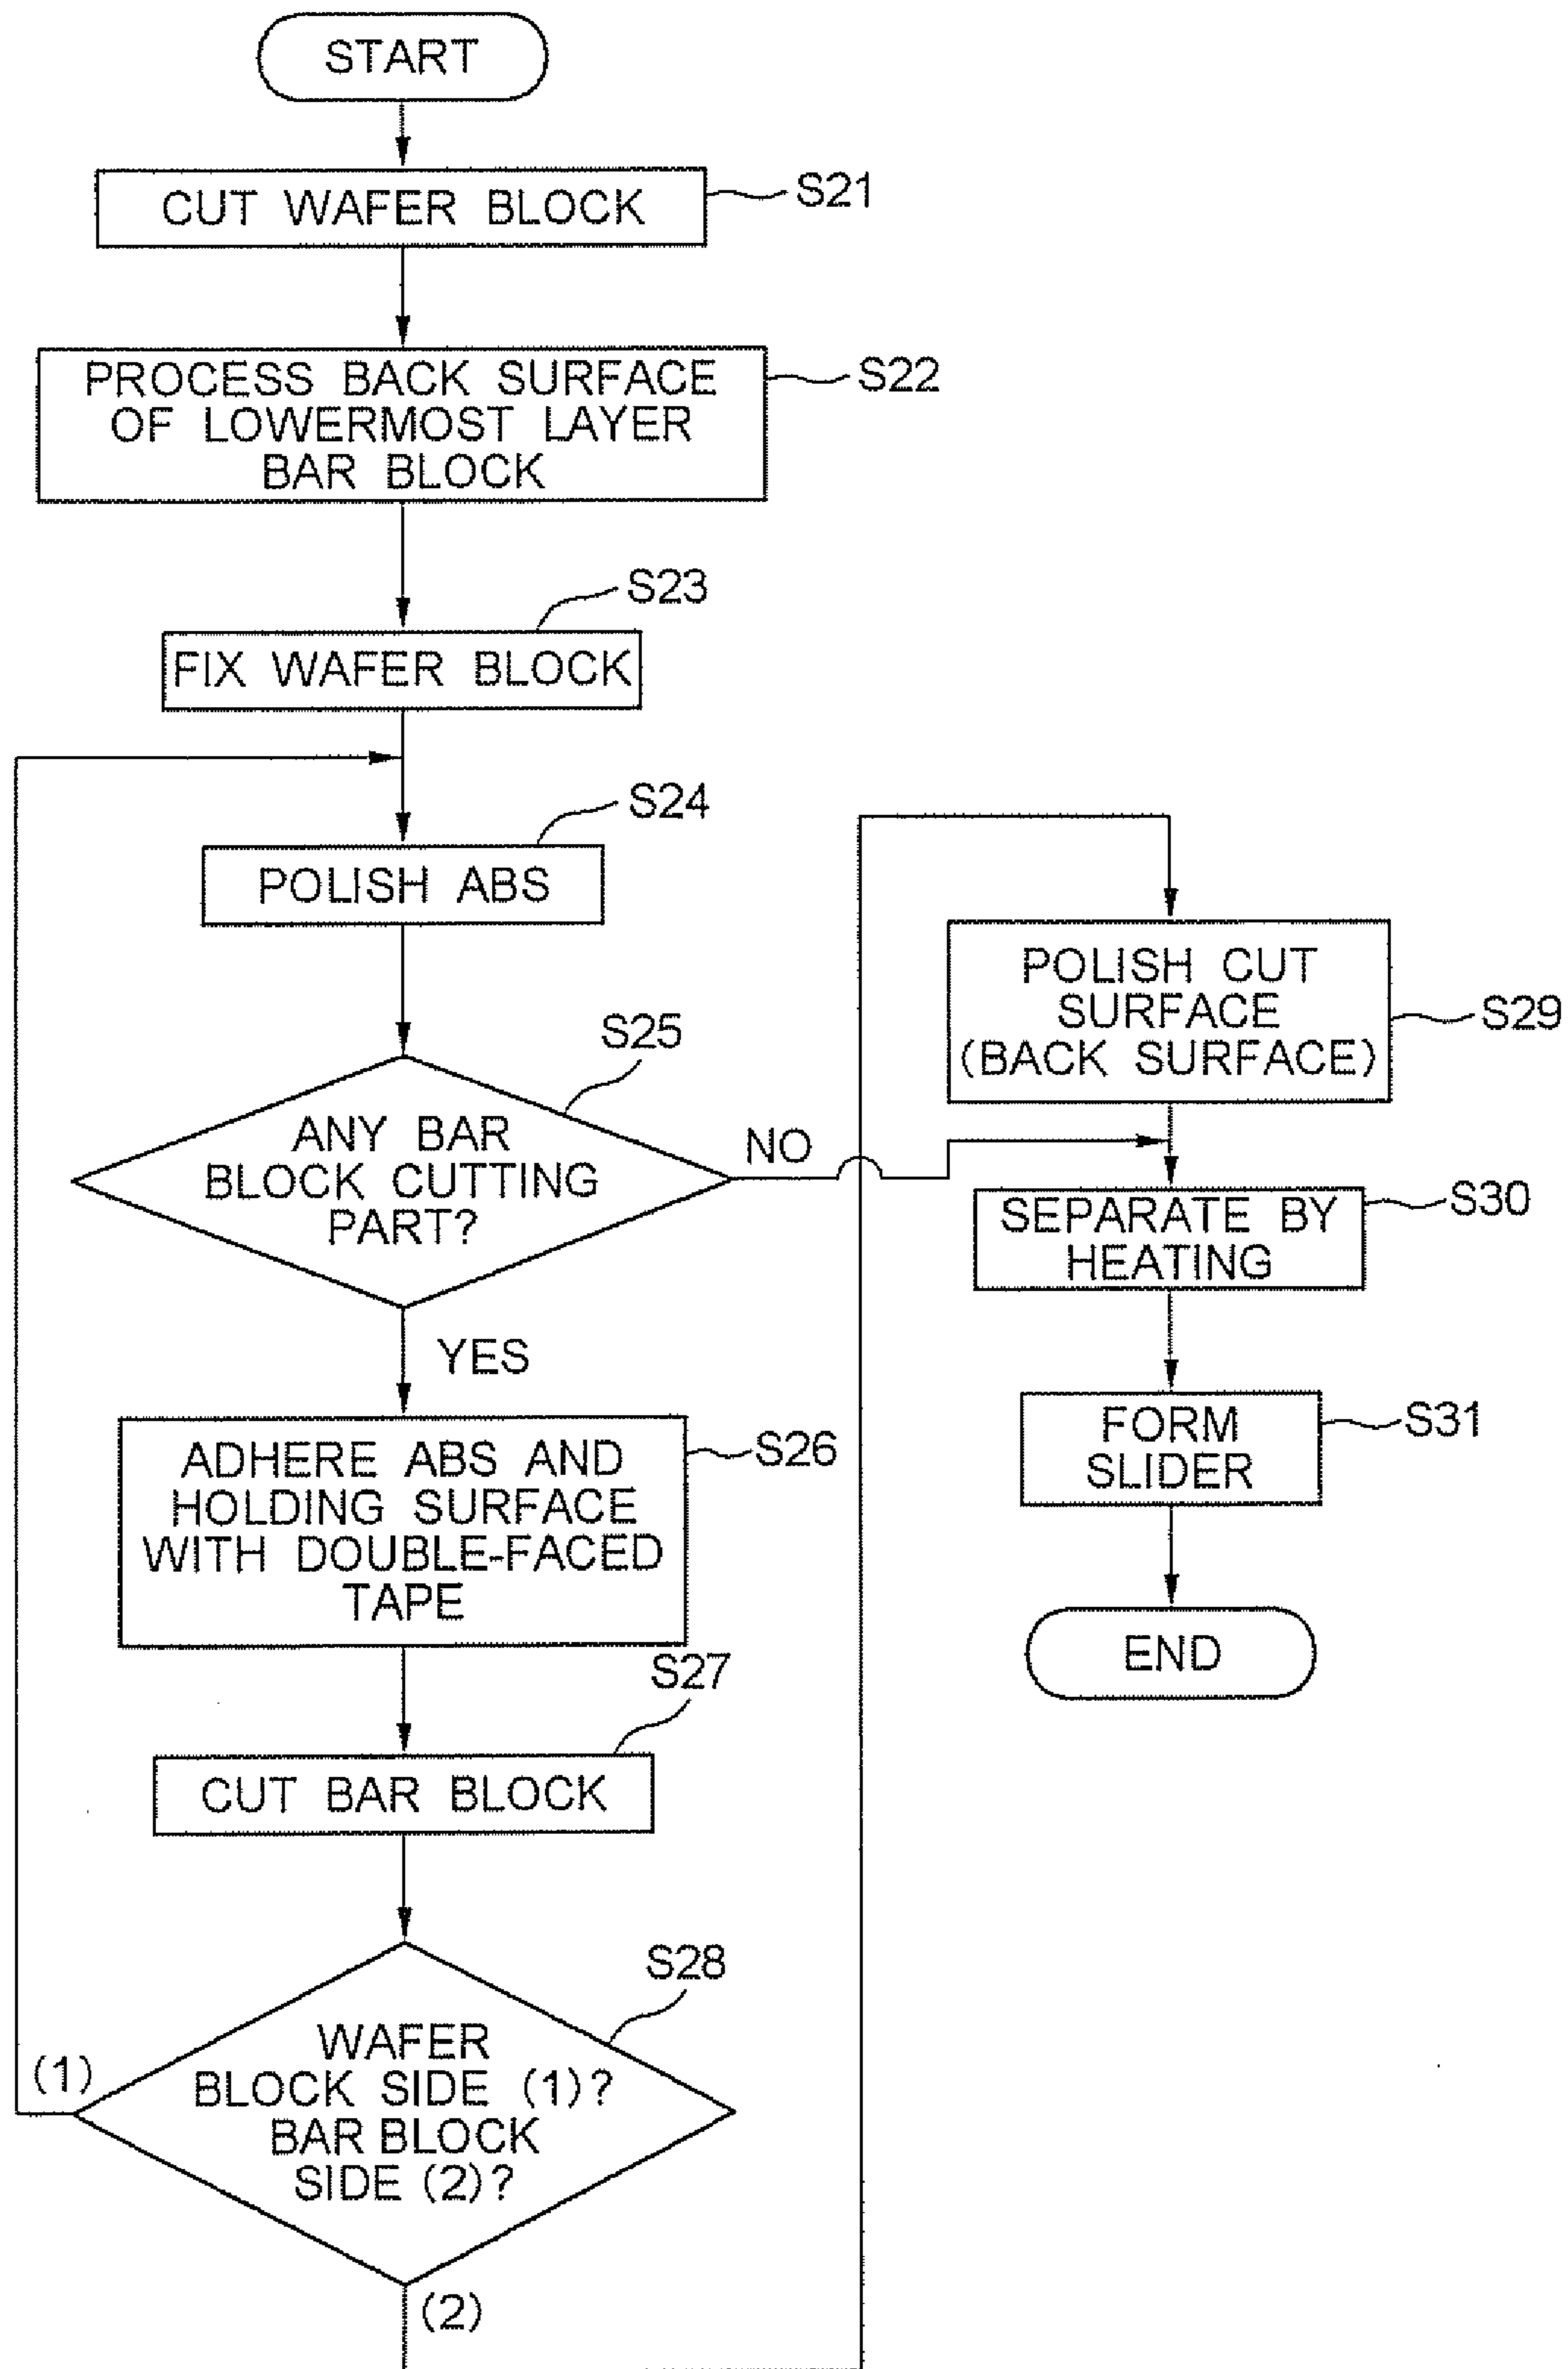 START
CUT WAFER BLOCK
S21
PROCESS BACK SURFACE
OF LOWERMOST LAYER
BAR BLOCK
S22
S23
FIX WAFER BLOCK
S24
POLISH ABS
S25
ANY BAR
BLOCK CUTTING
PART?
NO
YES
ADHERE ABS AND
HOLDING SURFACE
WITH DOUBLE-FACED
TAPE
S26
S27
CUT BAR BLOCK
S28
WAFER
BLOCK SIDE (1)?
BAR BLOCK
SIDE (2)?
(1)
(2)
POLISH CUT
SURFACE
(BACK SURFACE)
S29
SEPARATE BY
HEATING
S30
FORM
SLIDER
S31
END